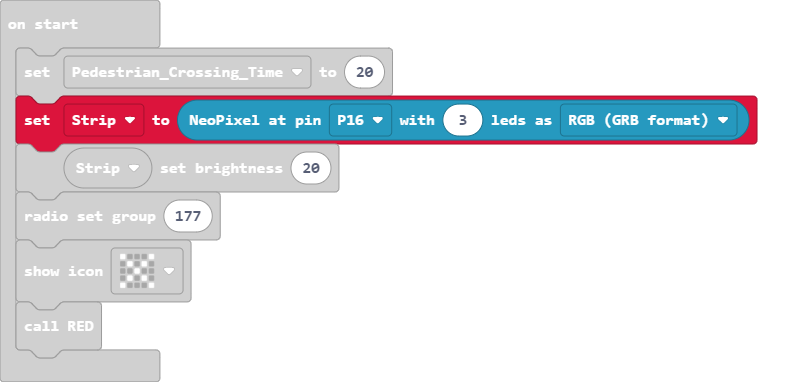 on start
set Pedestrian_Crossing_Time to 20
set Strip to NeoPixel at pin P16 with 3 leds as RGB (GRB format)
Strip set brightness 20
radio set group 177
show icon
call RED